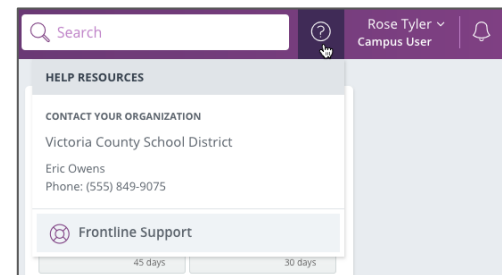 Search
Rose Tyler
Campus User
HELP RESOURCES
CONTACT YOUR ORGANIZATION
Victoria County School District
Eric Owens
Phone: (555) 849-9075
Frontline Support
45 days
30 days